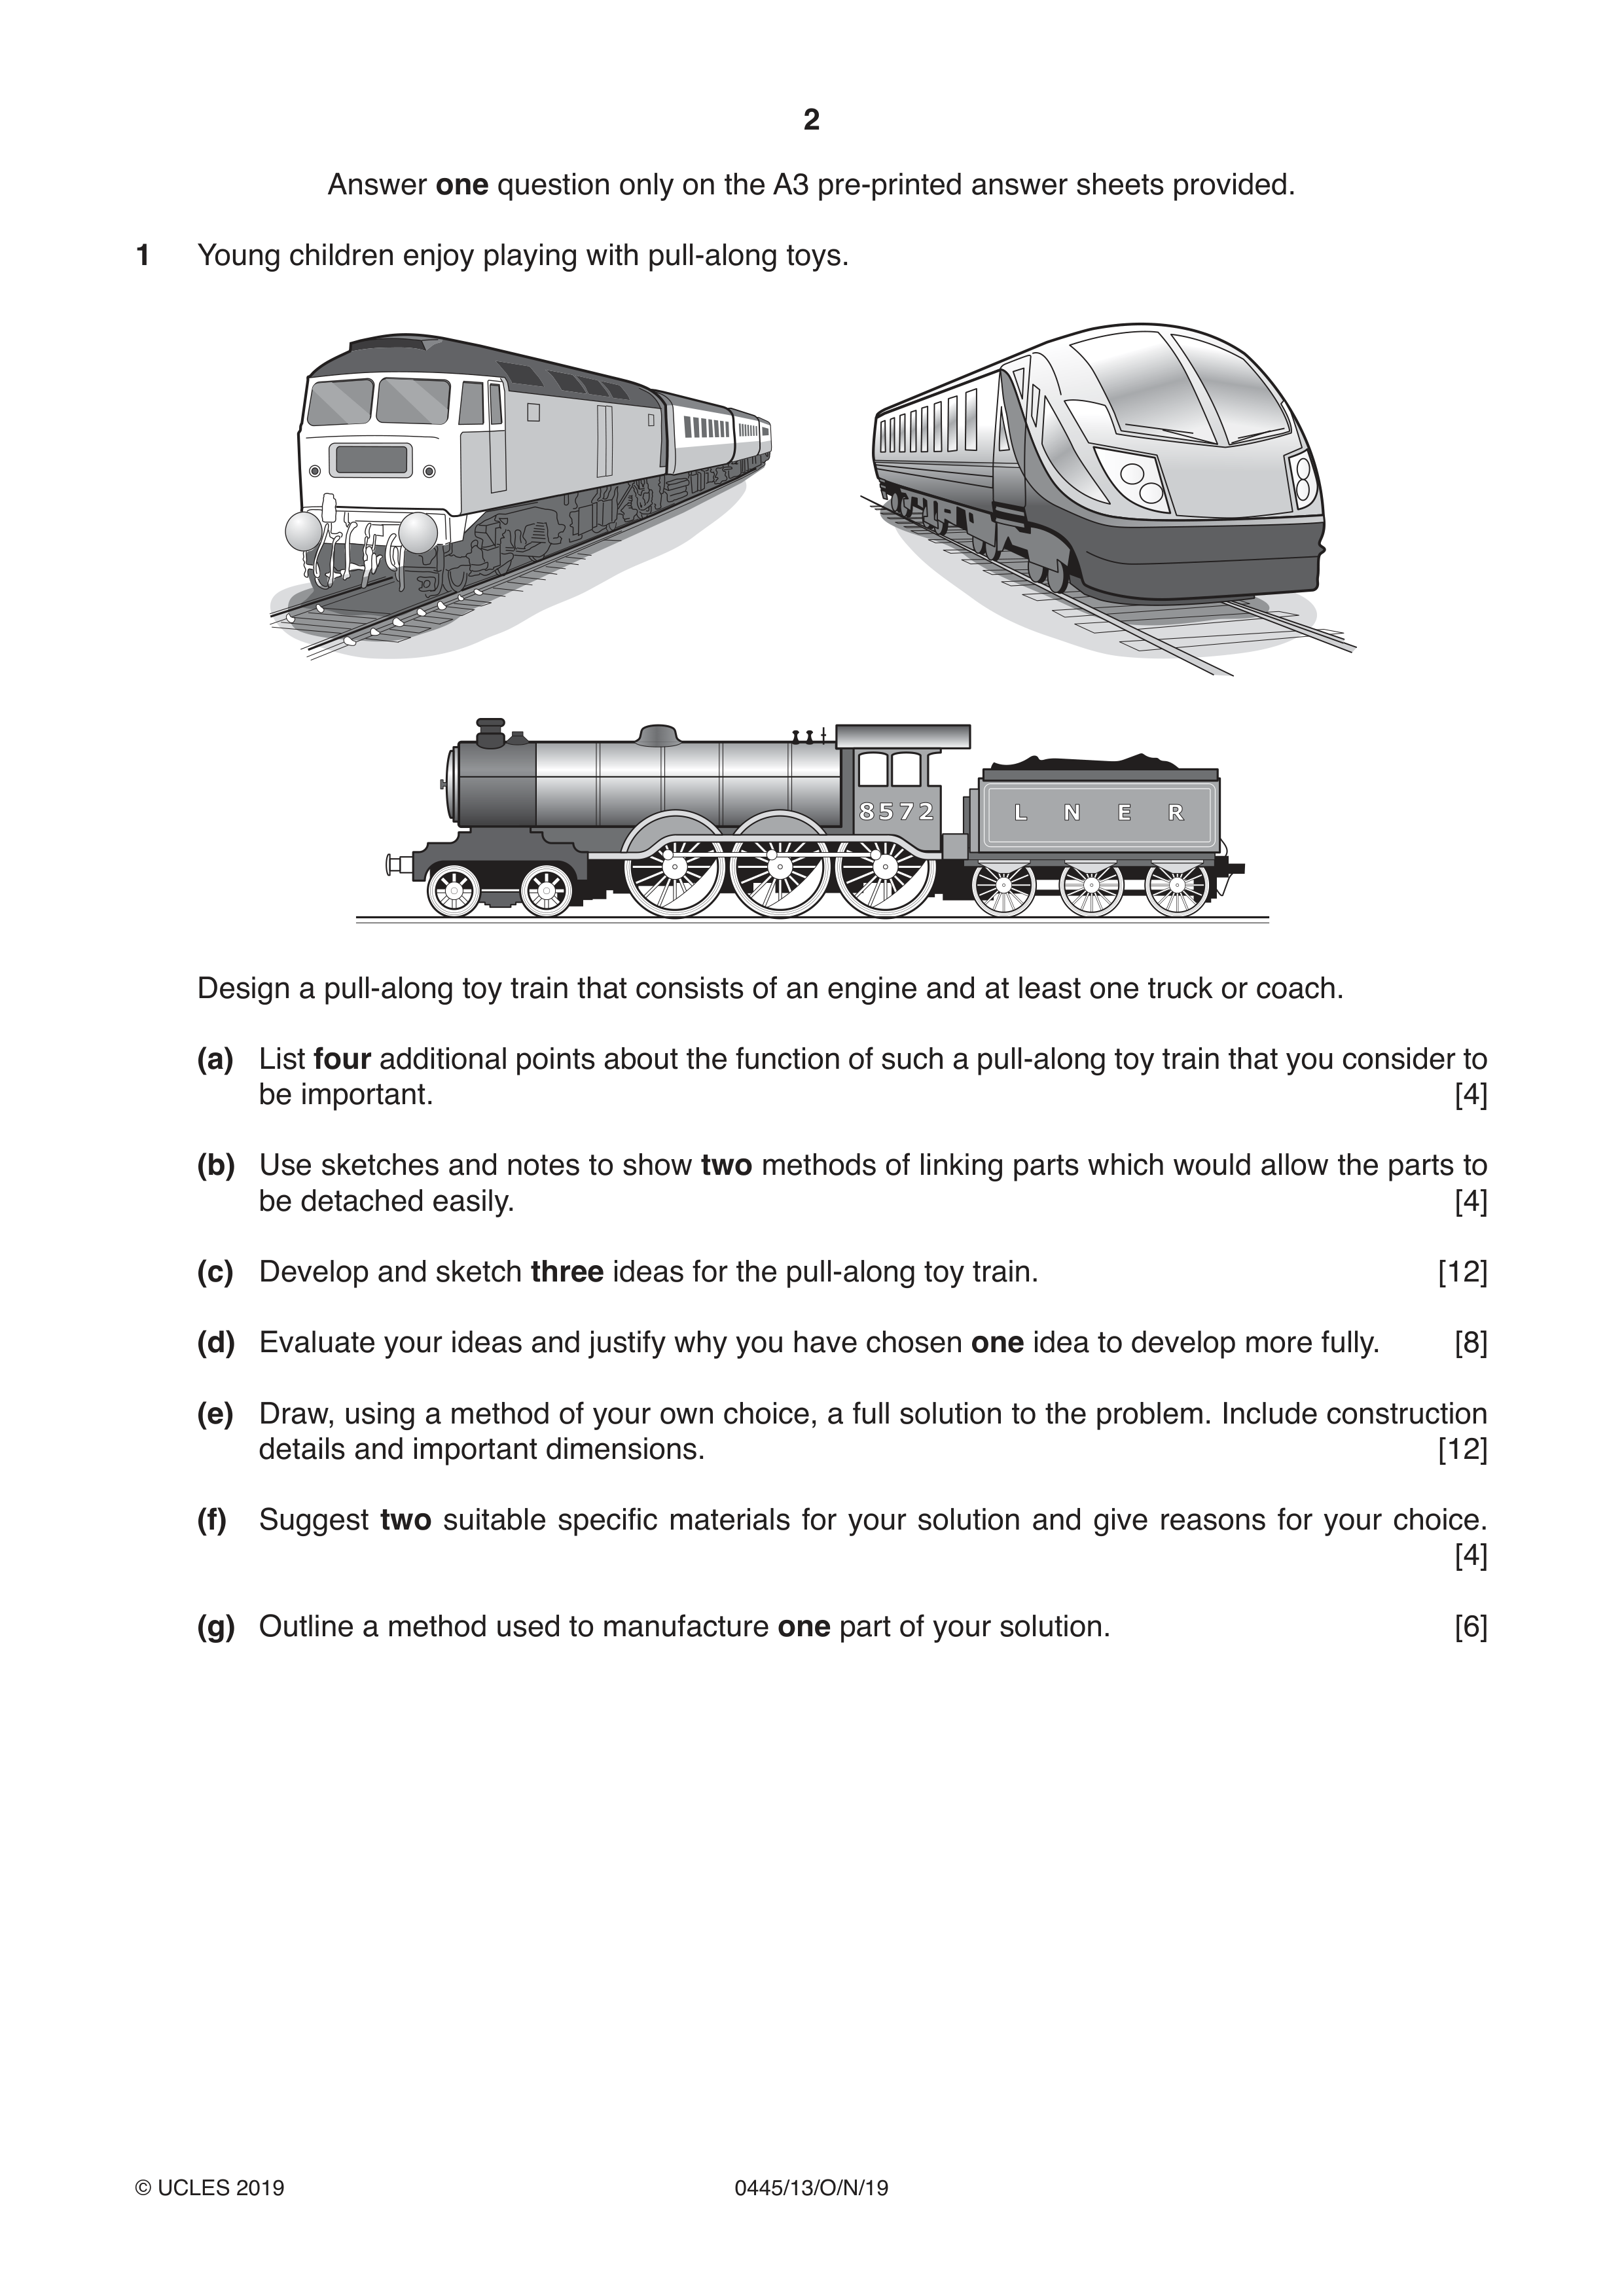 2
Answer one question only on the A3 pre-printed answer sheets provided.
1 Young children enjoy playing with pull-along toys.
8572
L N E R
Design a pull-along toy train that consists of an engine and at least one truck or coach.
(a) List four additional points about the function of such a pull-along toy train that you consider to
be important. [4]
(b) Use sketches and notes to show two methods of linking parts which would allow the parts to
be detached easily. [4]
(c) Develop and sketch three ideas for the pull-along toy train. [12]
(d) Evaluate your ideas and justify why you have chosen one idea to develop more fully. [8]
(e) Draw, using a method of your own choice, a full solution to the problem. Include construction
details and important dimensions. [12]
(f) Suggest two suitable specific materials for your solution and give reasons for your choice.
[4]
(g) Outline a method used to manufacture one part of your solution. [6]
© UCLES 2019 0445/13/O/N/19